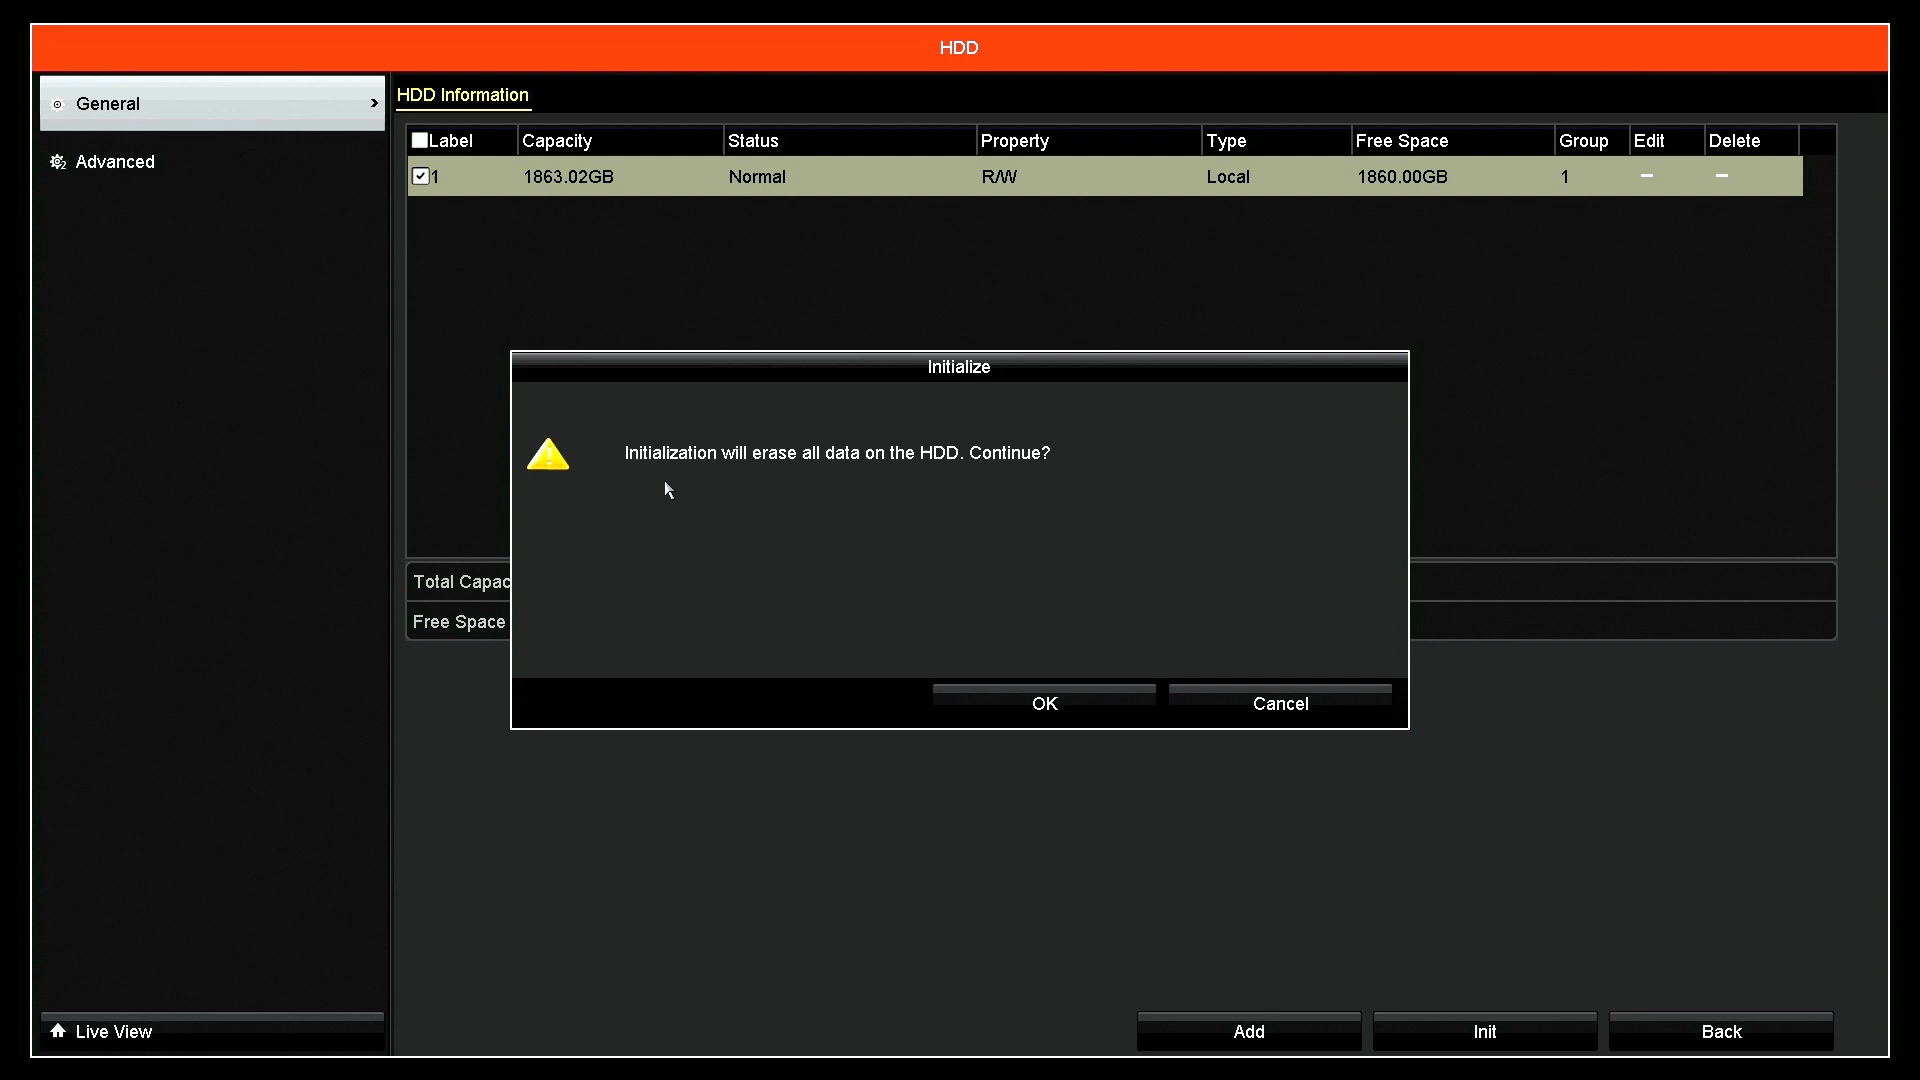 HDD
General
Advanced
HDD Information
Label Capacity Status Property Type Free Space Group Edit Delete
1 1863.02GB Normal R/W Local 1860.00GB 1
Initialize
Initialization will erase all data on the HDD. Continue?
Total Capac
Free Space
OK Cancel
Live View
Add Init Back